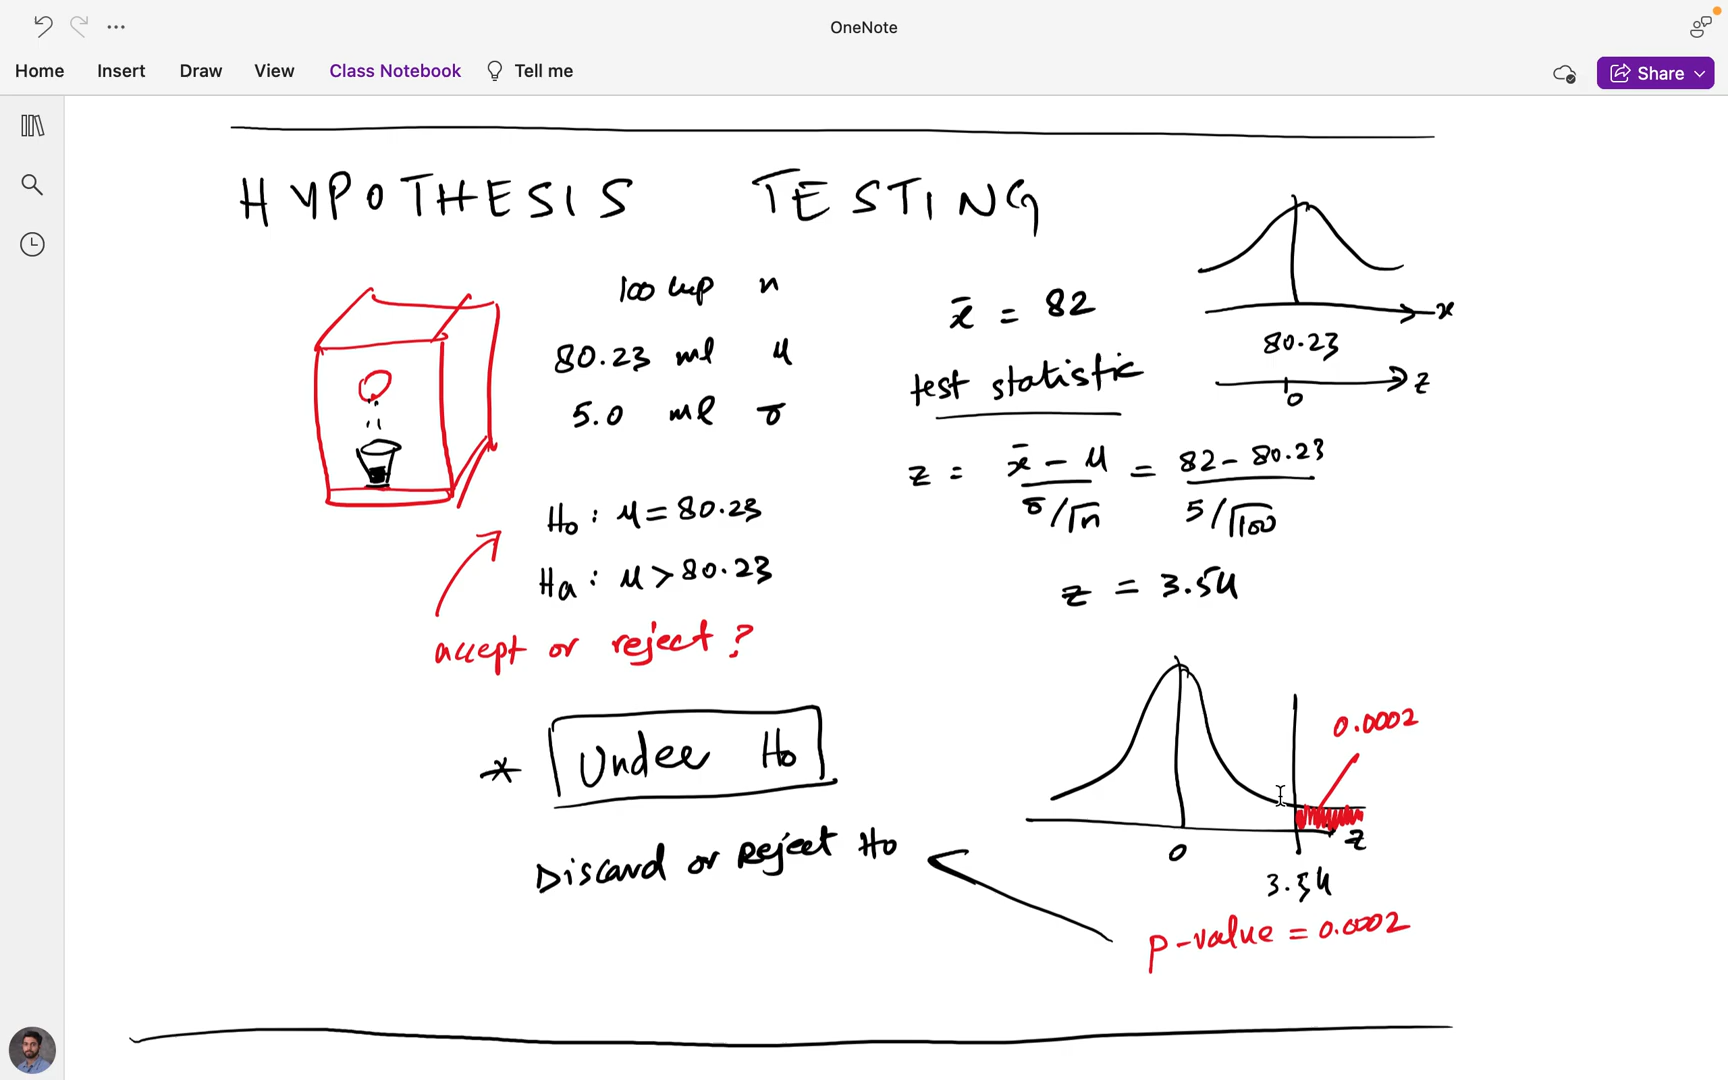 OneNote
Home Insert Draw View Class Notebook Tell me Share
HYPOTHESIS TESTING
100 cup n
80.23 ml μ
5.0 ml σ
H₀ : μ = 80.23
Ha : μ > 80.23
accept or reject ?
* Under H₀
Discard or Reject H₀
x̄ = 82
test statistic
z = x̄ - μ / σ/√n = 82 - 80.23 / 5/√100
z = 3.54
x
80.23
z
0
0.0002
z
0
3.54
p-value = 0.0002